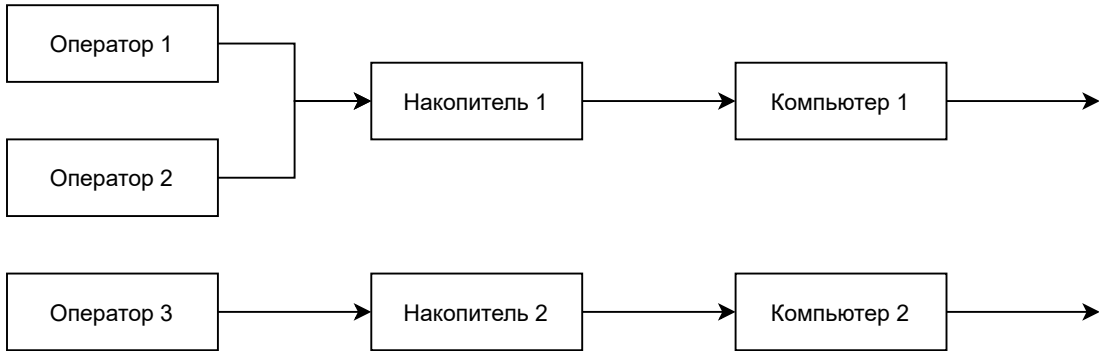 Оператор 1
Накопитель 1
Компьютер 1
Оператор 2
Оператор 3
Накопитель 2
Компьютер 2